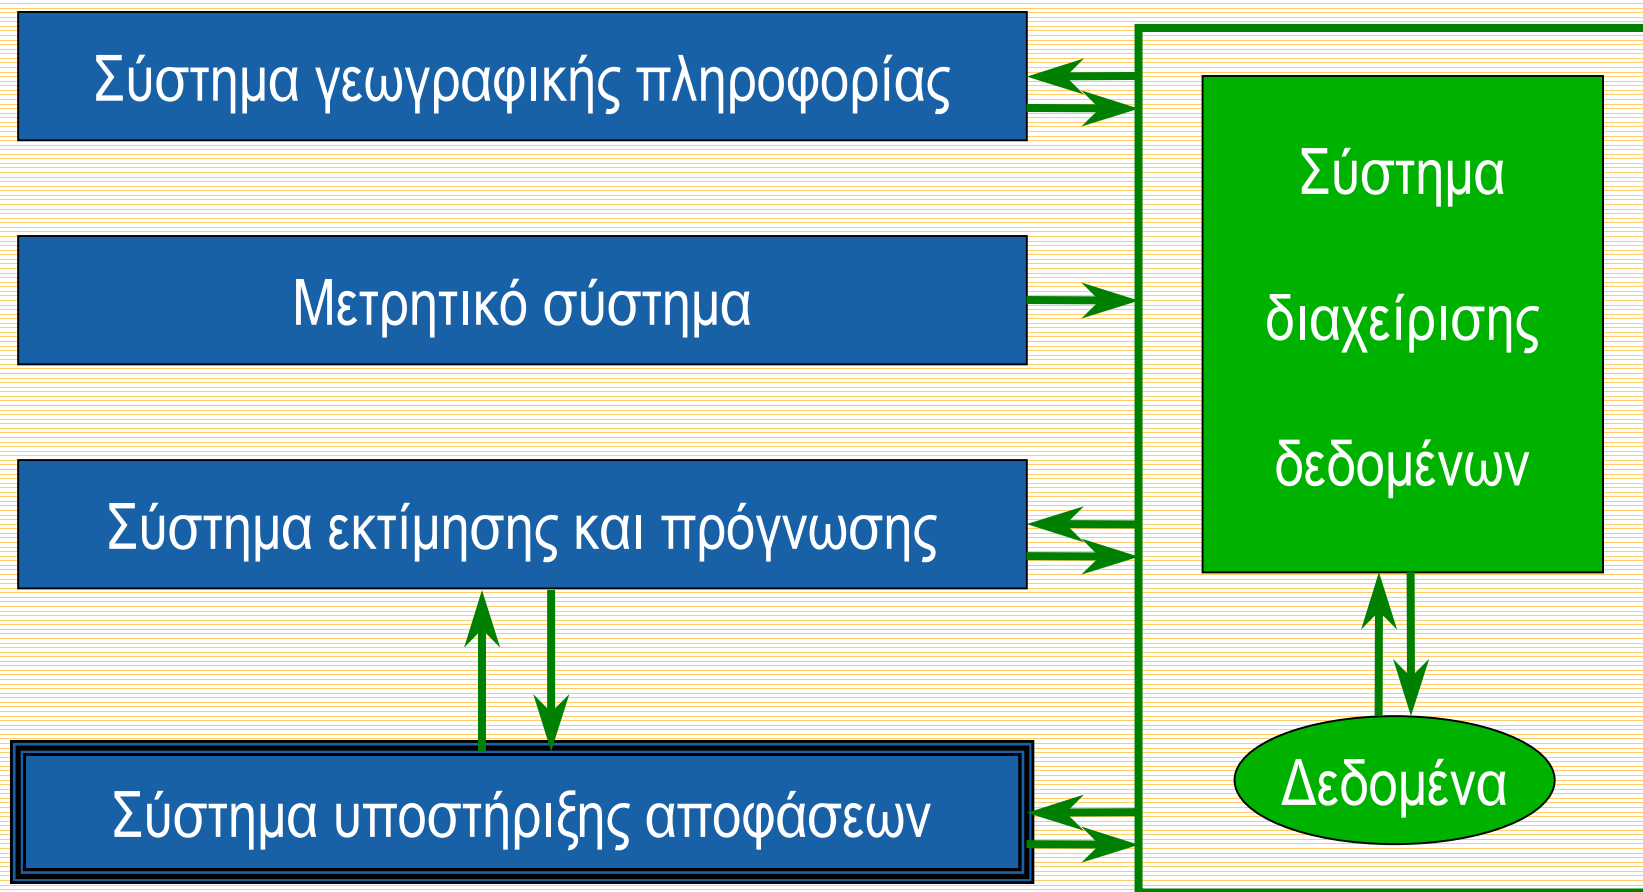 Σύστημα γεωγραφικής πληροφορίας
Μετρητικό σύστημα
Σύστημα εκτίμησης και πρόγνωσης
Σύστημα υποστήριξης αποφάσεων
Σύστημα
διαχείρισης
δεδομένων
Δεδομένα